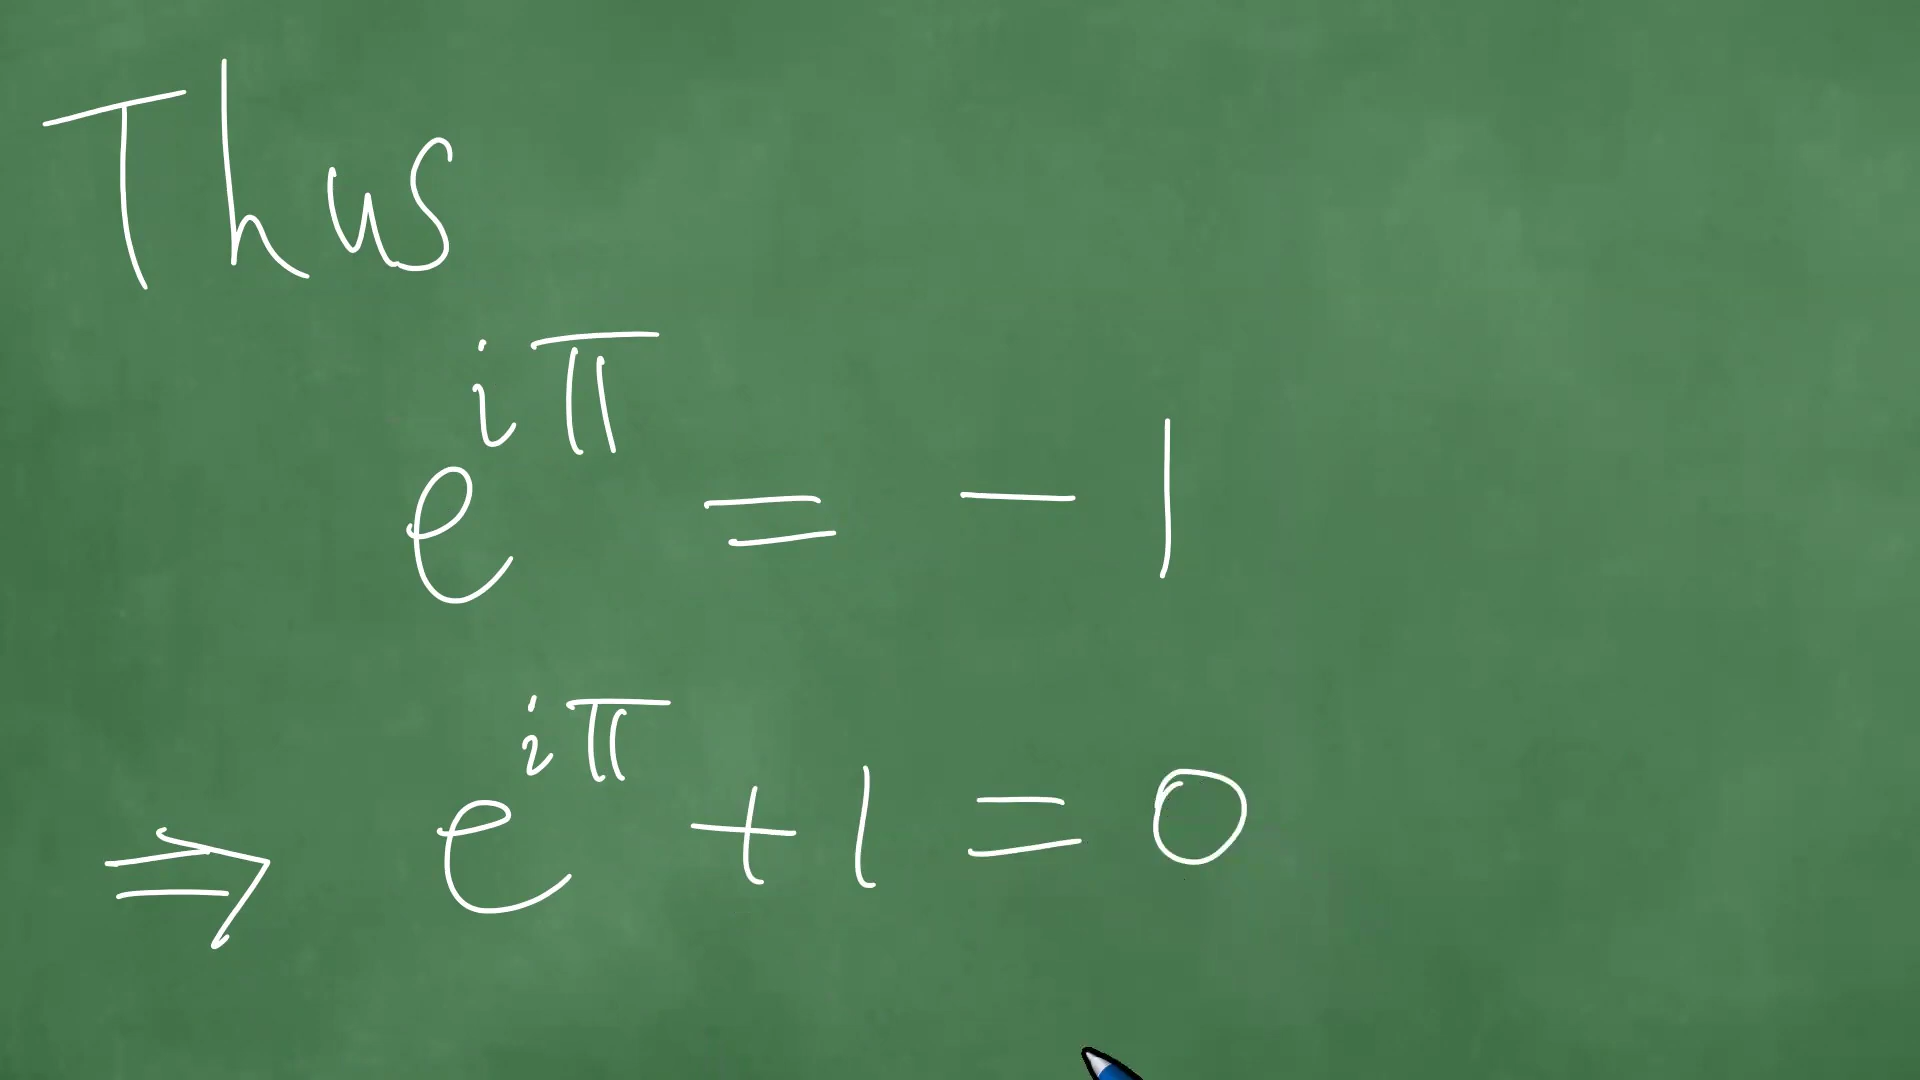 Thus
e^{iπ} = -1
⇒ e^{iπ} + 1 = 0